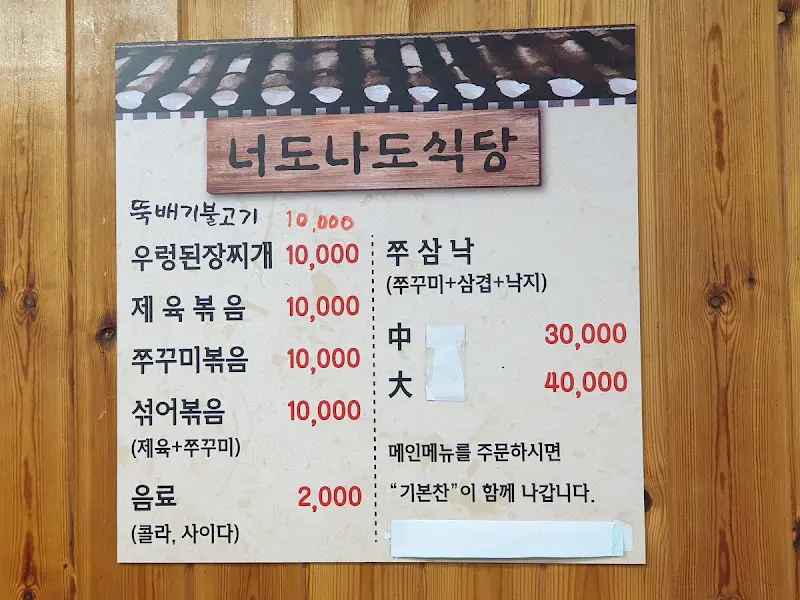 너도나도식당
뚝배기불고기 10,000
우렁된장찌개 10,000
제육볶음 10,000
쭈꾸미볶음 10,000
섞어볶음 10,000
(제육+쭈꾸미)
음료 2,000
(콜라, 사이다)
쭈삼낙
(쭈꾸미+삼겹+낙지)
中 30,000
大 40,000
메인메뉴를 주문하시면
“기본찬”이 함께 나갑니다.